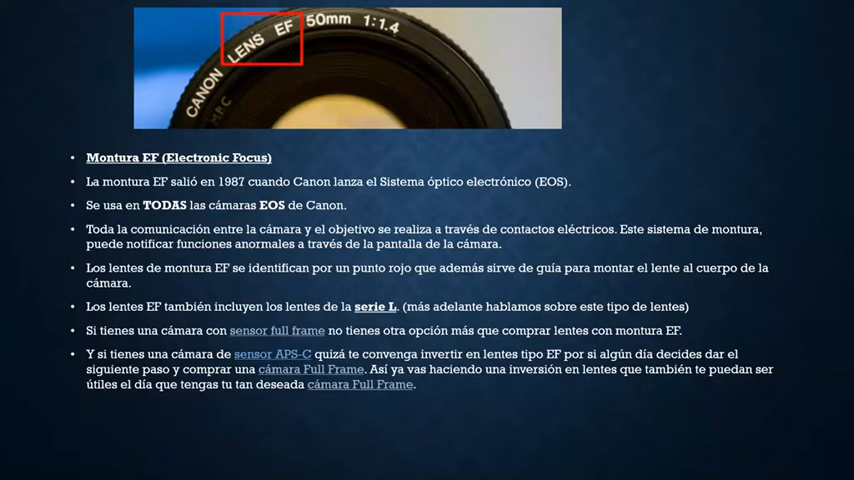 CANON LENS EF 50mm 1:1.4
• Montura EF (Electronic Focus)
• La montura EF salió en 1987 cuando Canon lanza el Sistema óptico electrónico (EOS).
• Se usa en TODAS las cámaras EOS de Canon.
• Toda la comunicación entre la cámara y el objetivo se realiza a través de contactos eléctricos. Este sistema de montura,
puede notificar funciones anormales a través de la pantalla de la cámara.
• Los lentes de montura EF se identifican por un punto rojo que además sirve de guía para montar el lente al cuerpo de la
cámara.
• Los lentes EF también incluyen los lentes de la serie L. (más adelante hablamos sobre este tipo de lentes)
• Si tienes una cámara con sensor full frame no tienes otra opción más que comprar lentes con montura EF.
• Y si tienes una cámara de sensor APS-C quizá te convenga invertir en lentes tipo EF por si algún día decides dar el
siguiente paso y comprar una cámara Full Frame. Así ya vas haciendo una inversión en lentes que también te puedan ser
útiles el día que tengas tu tan deseada cámara Full Frame.